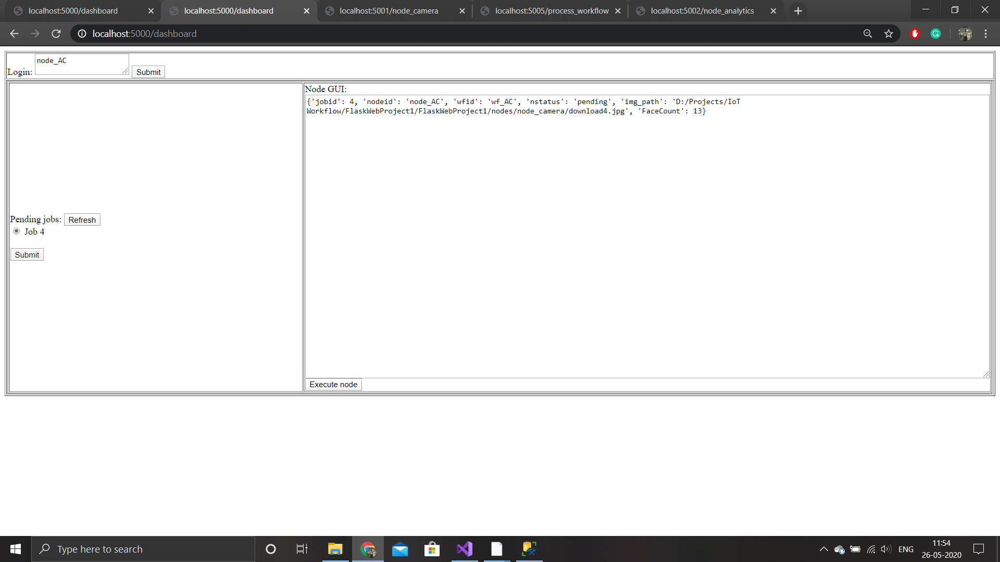 localhost:5000/dashboard
localhost:5000/dashboard
localhost:5001/node_camera
localhost:5005/process_workflow
localhost:5002/node_analytics
localhost:5000/dashboard
Login: node_AC Submit
Node GUI:
{'jobid': 4, 'nodeid': 'node_AC', 'wfid': 'wf_AC', 'nstatus': 'pending', 'img_path': 'D:/Projects/IoT
Workflow/FlaskWebProject1/FlaskWebProject1/nodes/node_camera/download4.jpg', 'FaceCount': 13}
Pending jobs: Refresh
Job 4
Submit
Execute node
Type here to search
ENG
11:54
26-05-2020